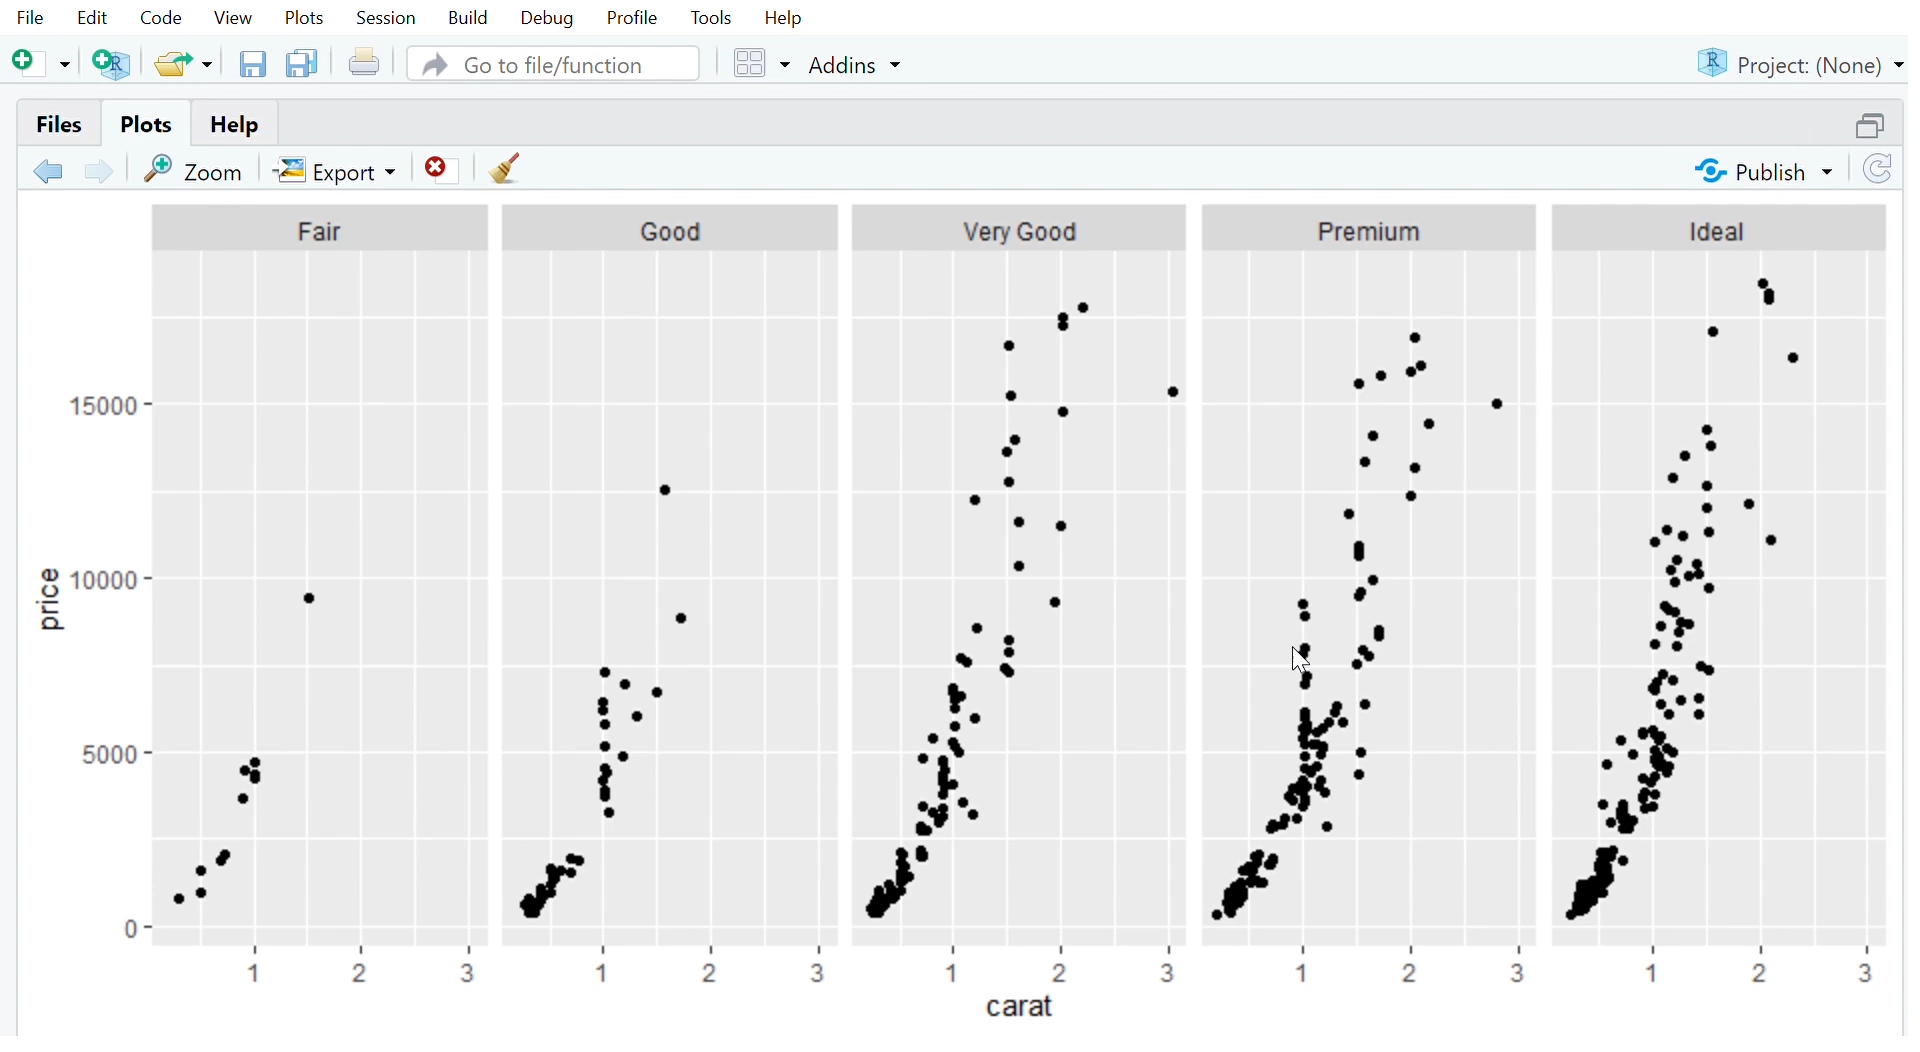 File Edit Code View Plots Session Build Debug Profile Tools Help
Go to file/function Addins R Project: (None)
Files Plots Help
Zoom Export Publish
Fair Good Very Good Premium Ideal
15000
10000
5000
0
price
1 2 3 1 2 3 1 2 3 1 2 3 1 2 3
carat